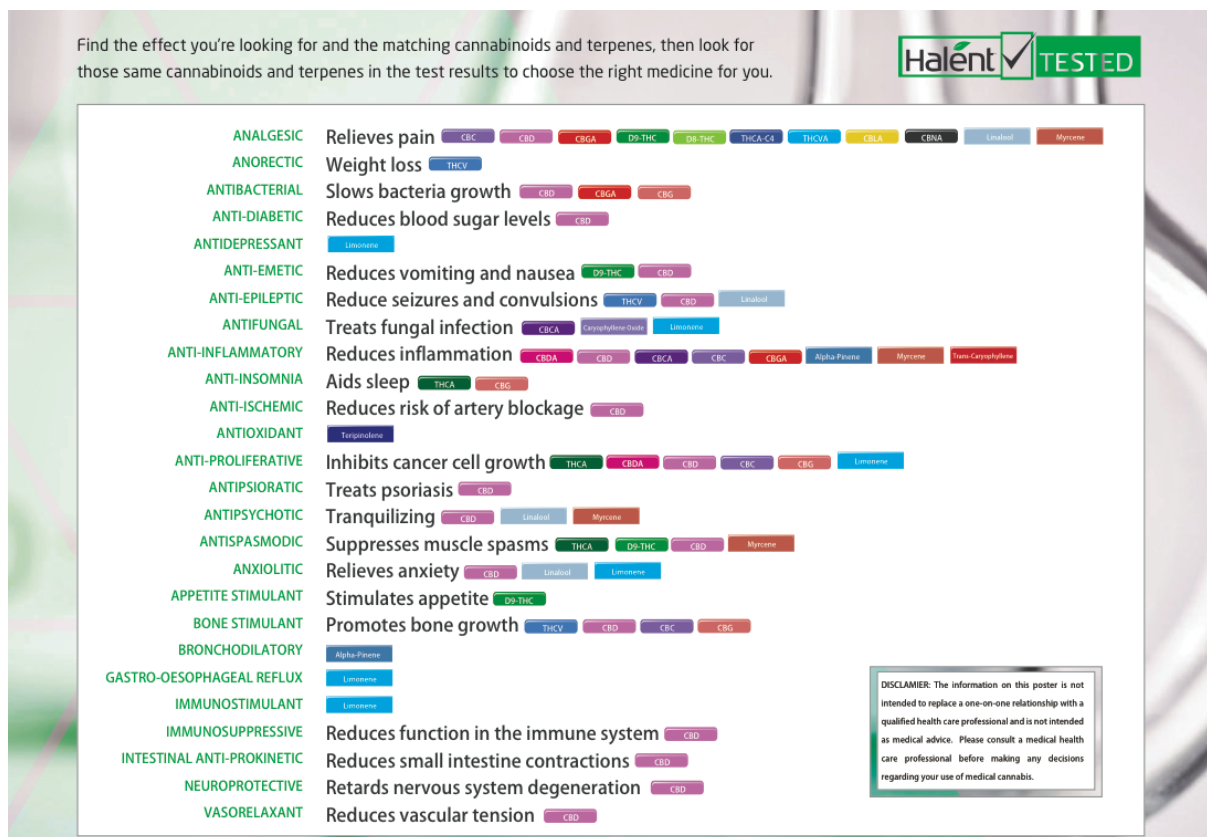 Find the effect you're looking for and the matching cannabinoids and terpenes, then look for
those same cannabinoids and terpenes in the test results to choose the right medicine for you.
Halent TESTED
ANALGESIC Relieves pain CBC CBD CBGA D9-THC D8-THC THCA-C4 THCVA CBLA CBNA Linalool Myrcene
ANORECTIC Weight loss THCV
ANTIBACTERIAL Slows bacteria growth CBD CBGA CBG
ANTI-DIABETIC Reduces blood sugar levels CBD
ANTIDEPRESSANT Limonene
ANTI-EMETIC Reduces vomiting and nausea D9-THC CBD
ANTI-EPILEPTIC Reduce seizures and convulsions THCV CBD Linalool
ANTIFUNGAL Treats fungal infection CBCA Caryophyllene Oxide Limonene
ANTI-INFLAMMATORY Reduces inflammation CBDA CBD CBCA CBC CBGA Alpha-Pinene Myrcene Trans-Caryophyllene
ANTI-INSOMNIA Aids sleep THCA CBG
ANTI-ISCHEMIC Reduces risk of artery blockage CBD
ANTIOXIDANT Teripinolene
ANTI-PROLIFERATIVE Inhibits cancer cell growth THCA CBDA CBD CBC CBG Limonene
ANTIPSIORATIC Treats psoriasis CBD
ANTIPSYCHOTIC Tranquilizing CBD Linalool Myrcene
ANTISPASMODIC Suppresses muscle spasms THCA D9-THC CBD Myrcene
ANXIOLITIC Relieves anxiety CBD Linalool Limonene
APPETITE STIMULANT Stimulates appetite D9-THC
BONE STIMULANT Promotes bone growth THCV CBD CBC CBG
BRONCHODILATORY Alpha-Pinene
GASTRO-OESOPHAGEAL REFLUX Limonene
IMMUNOSTIMULANT Limonene
IMMUNOSUPPRESSIVE Reduces function in the immune system CBD
INTESTINAL ANTI-PROKINETIC Reduces small intestine contractions CBD
NEUROPROTECTIVE Retards nervous system degeneration CBD
VASORELAXANT Reduces vascular tension CBD
DISCLAMIER: The information on this poster is not
intended to replace a one-on-one relationship with a
qualified health care professional and is not intended
as medical advice. Please consult a medical health
care professional before making any decisions
regarding your use of medical cannabis.